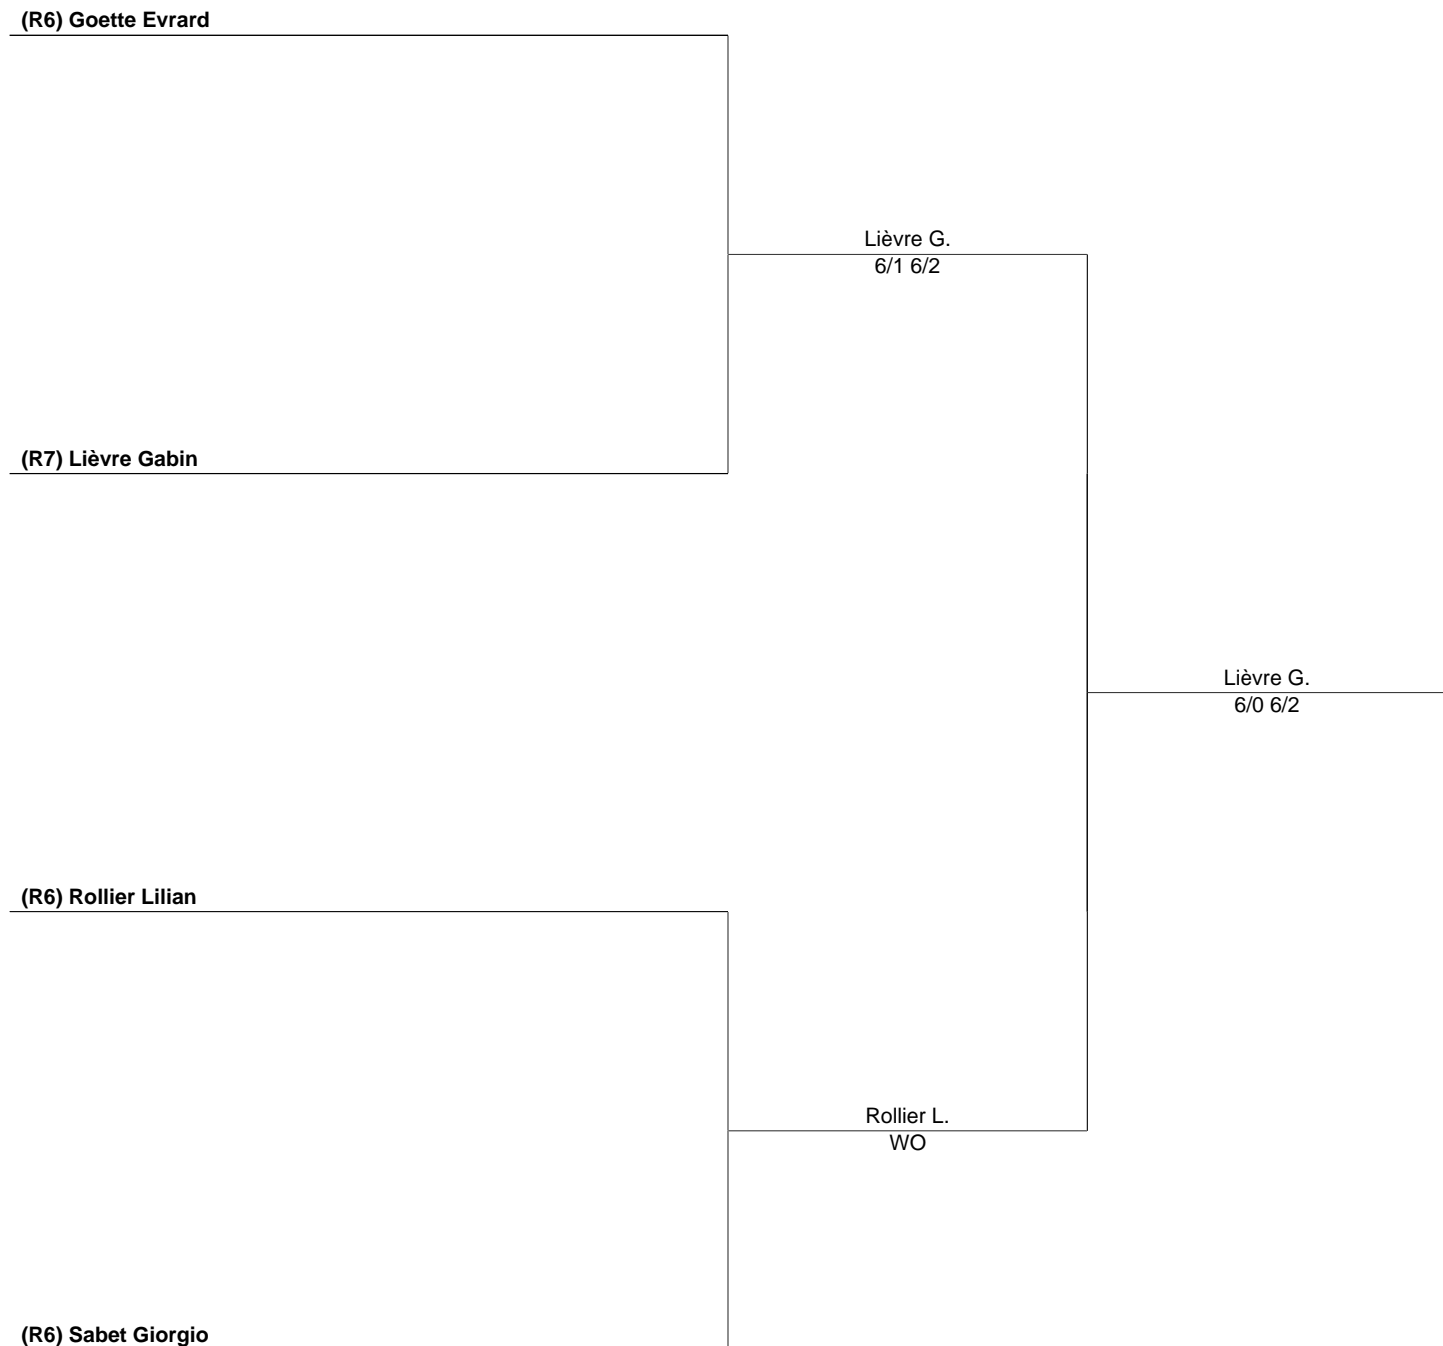 (R6) Goette Evrard
Lièvre G.
6/1 6/2
(R7) Lièvre Gabin
Lièvre G.
6/0 6/2
(R6) Rollier Lilian
Rollier L.
WO
(R6) Sabet Giorgio